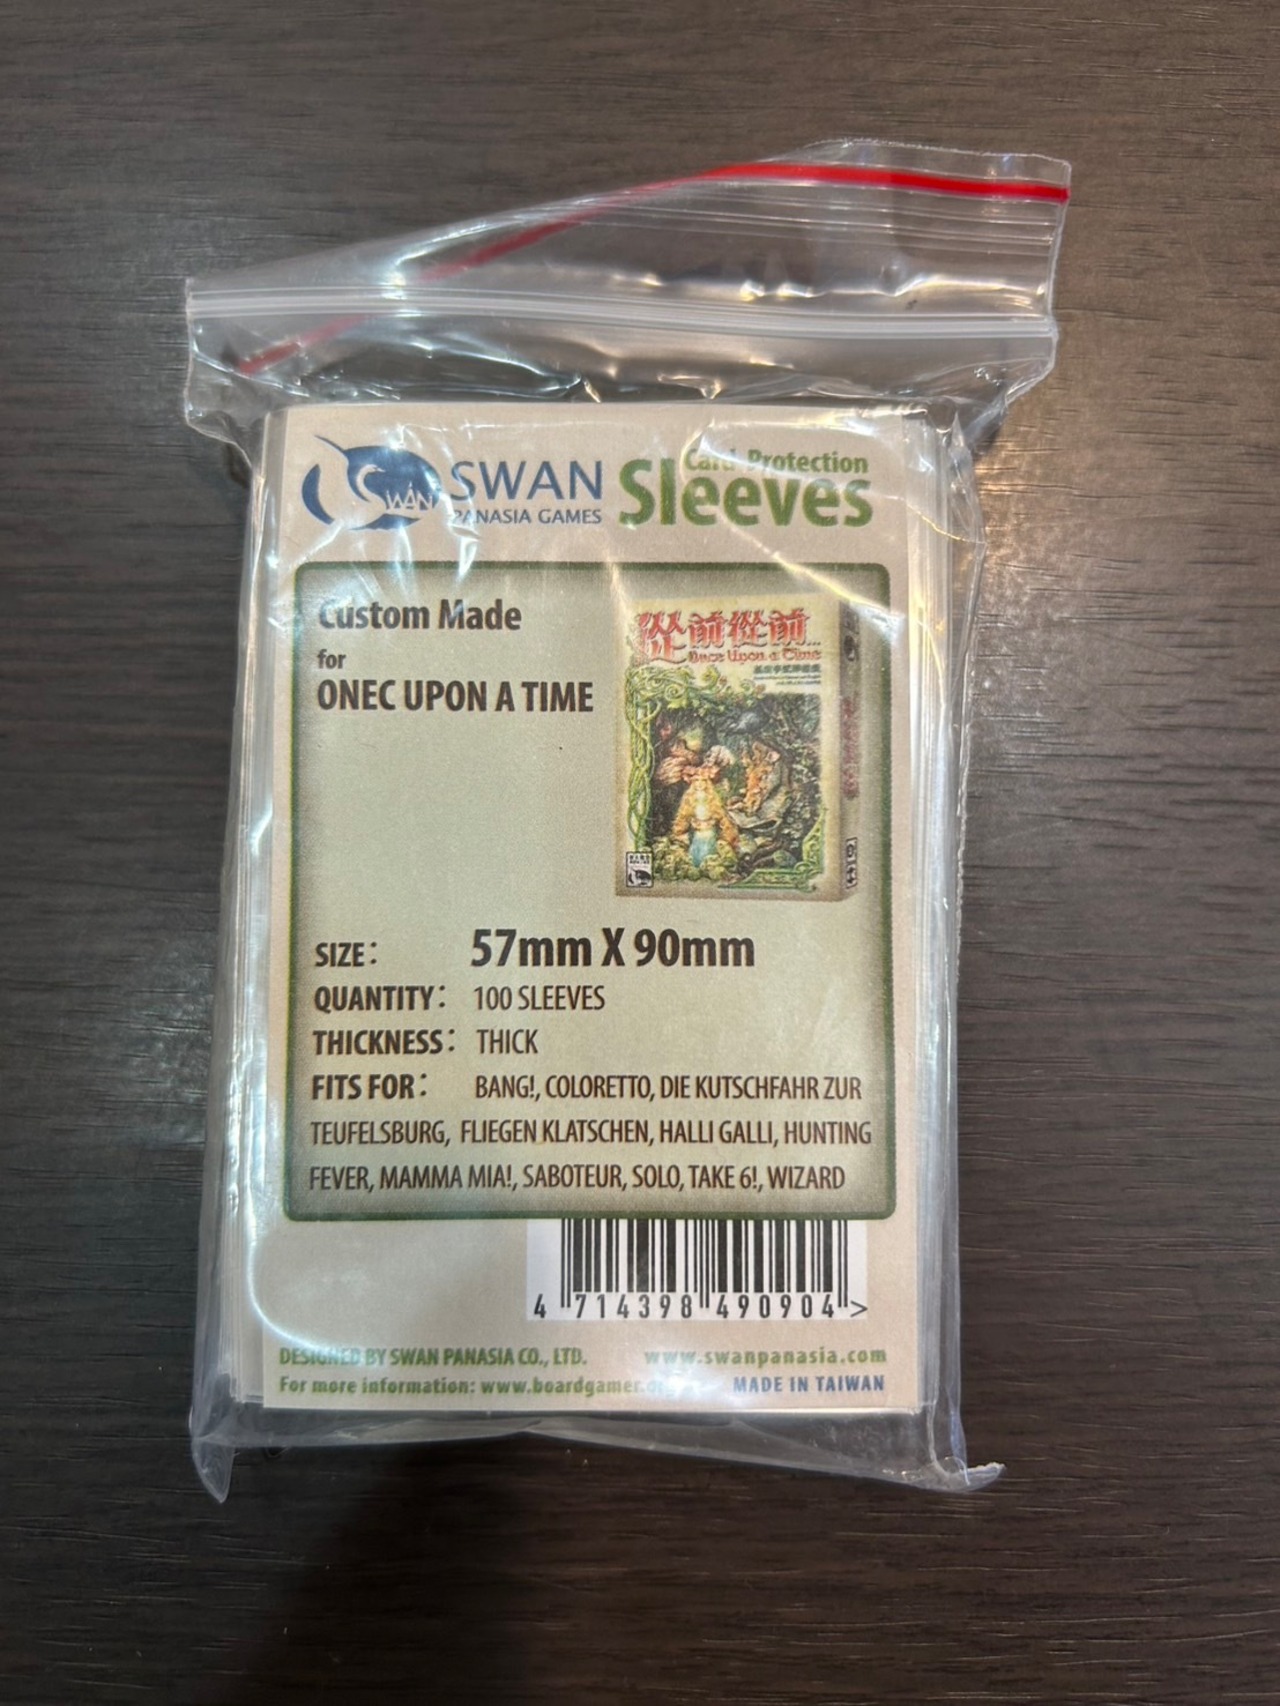 SWAN
SWAN
PANASIA GAMES
Card Protection
Sleeves
Custom Made
for
ONEC UPON A TIME
從前從前...
Once Upon a Time
SIZE: 57mm X 90mm
QUANTITY: 100 SLEEVES
THICKNESS: THICK
FITS FOR: BANG!, COLORETTO, DIE KUTSCHFAHR ZUR
TEUFELSBURG, FLIEGEN KLATSCHEN, HALLI GALLI, HUNTING
FEVER, MAMMA MIA!, SABOTEUR, SOLO, TAKE 6!, WIZARD
4 714398 490904 >
DESIGNED BY SWAN PANASIA CO., LTD. www.swanpanasia.com
For more information: www.boardgamer.org MADE IN TAIWAN